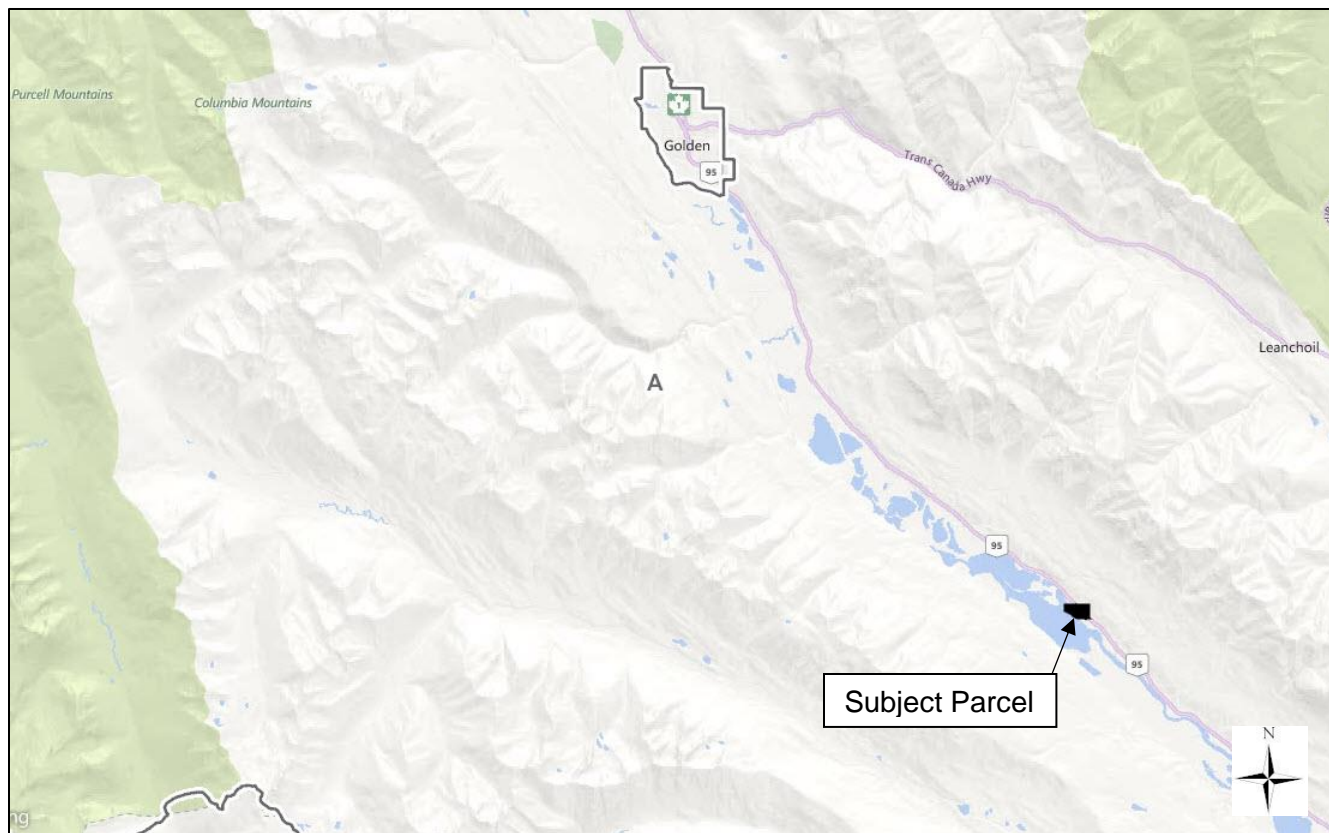 Purcell Mountains
Columbia Mountains
1
Golden
95
Trans Canada Hwy
Leanchoil
A
95
95
Subject Parcel
N